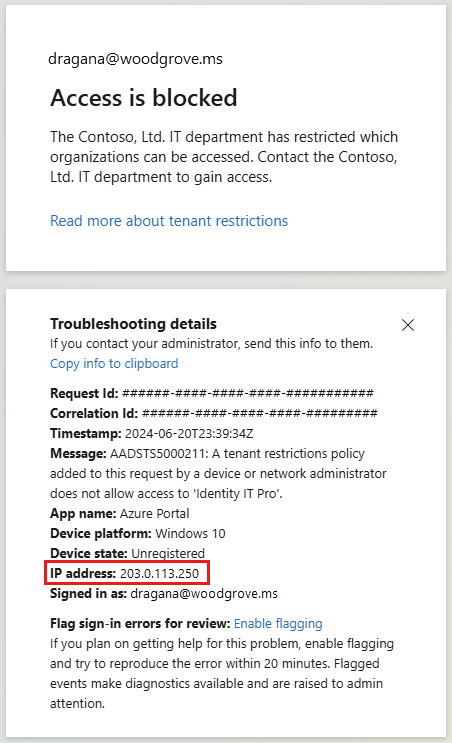 dragana@woodgrove.ms
Access is blocked
The Contoso, Ltd. IT department has restricted which
organizations can be accessed. Contact the Contoso,
Ltd. IT department to gain access.
Read more about tenant restrictions
Troubleshooting details
If you contact your administrator, send this info to them.
Copy info to clipboard
Request Id: ######-####-####-####-###########
Correlation Id: ######-####-####-####-#########
Timestamp: 2024-06-20T23:39:34Z
Message: AADSTS5000211: A tenant restrictions policy
added to this request by a device or network administrator
does not allow access to 'Identity IT Pro'.
App name: Azure Portal
Device platform: Windows 10
Device state: Unregistered
IP address: 203.0.113.250
Signed in as: dragana@woodgrove.ms
Flag sign-in errors for review: Enable flagging
If you plan on getting help for this problem, enable flagging
and try to reproduce the error within 20 minutes. Flagged
events make diagnostics available and are raised to admin
attention.